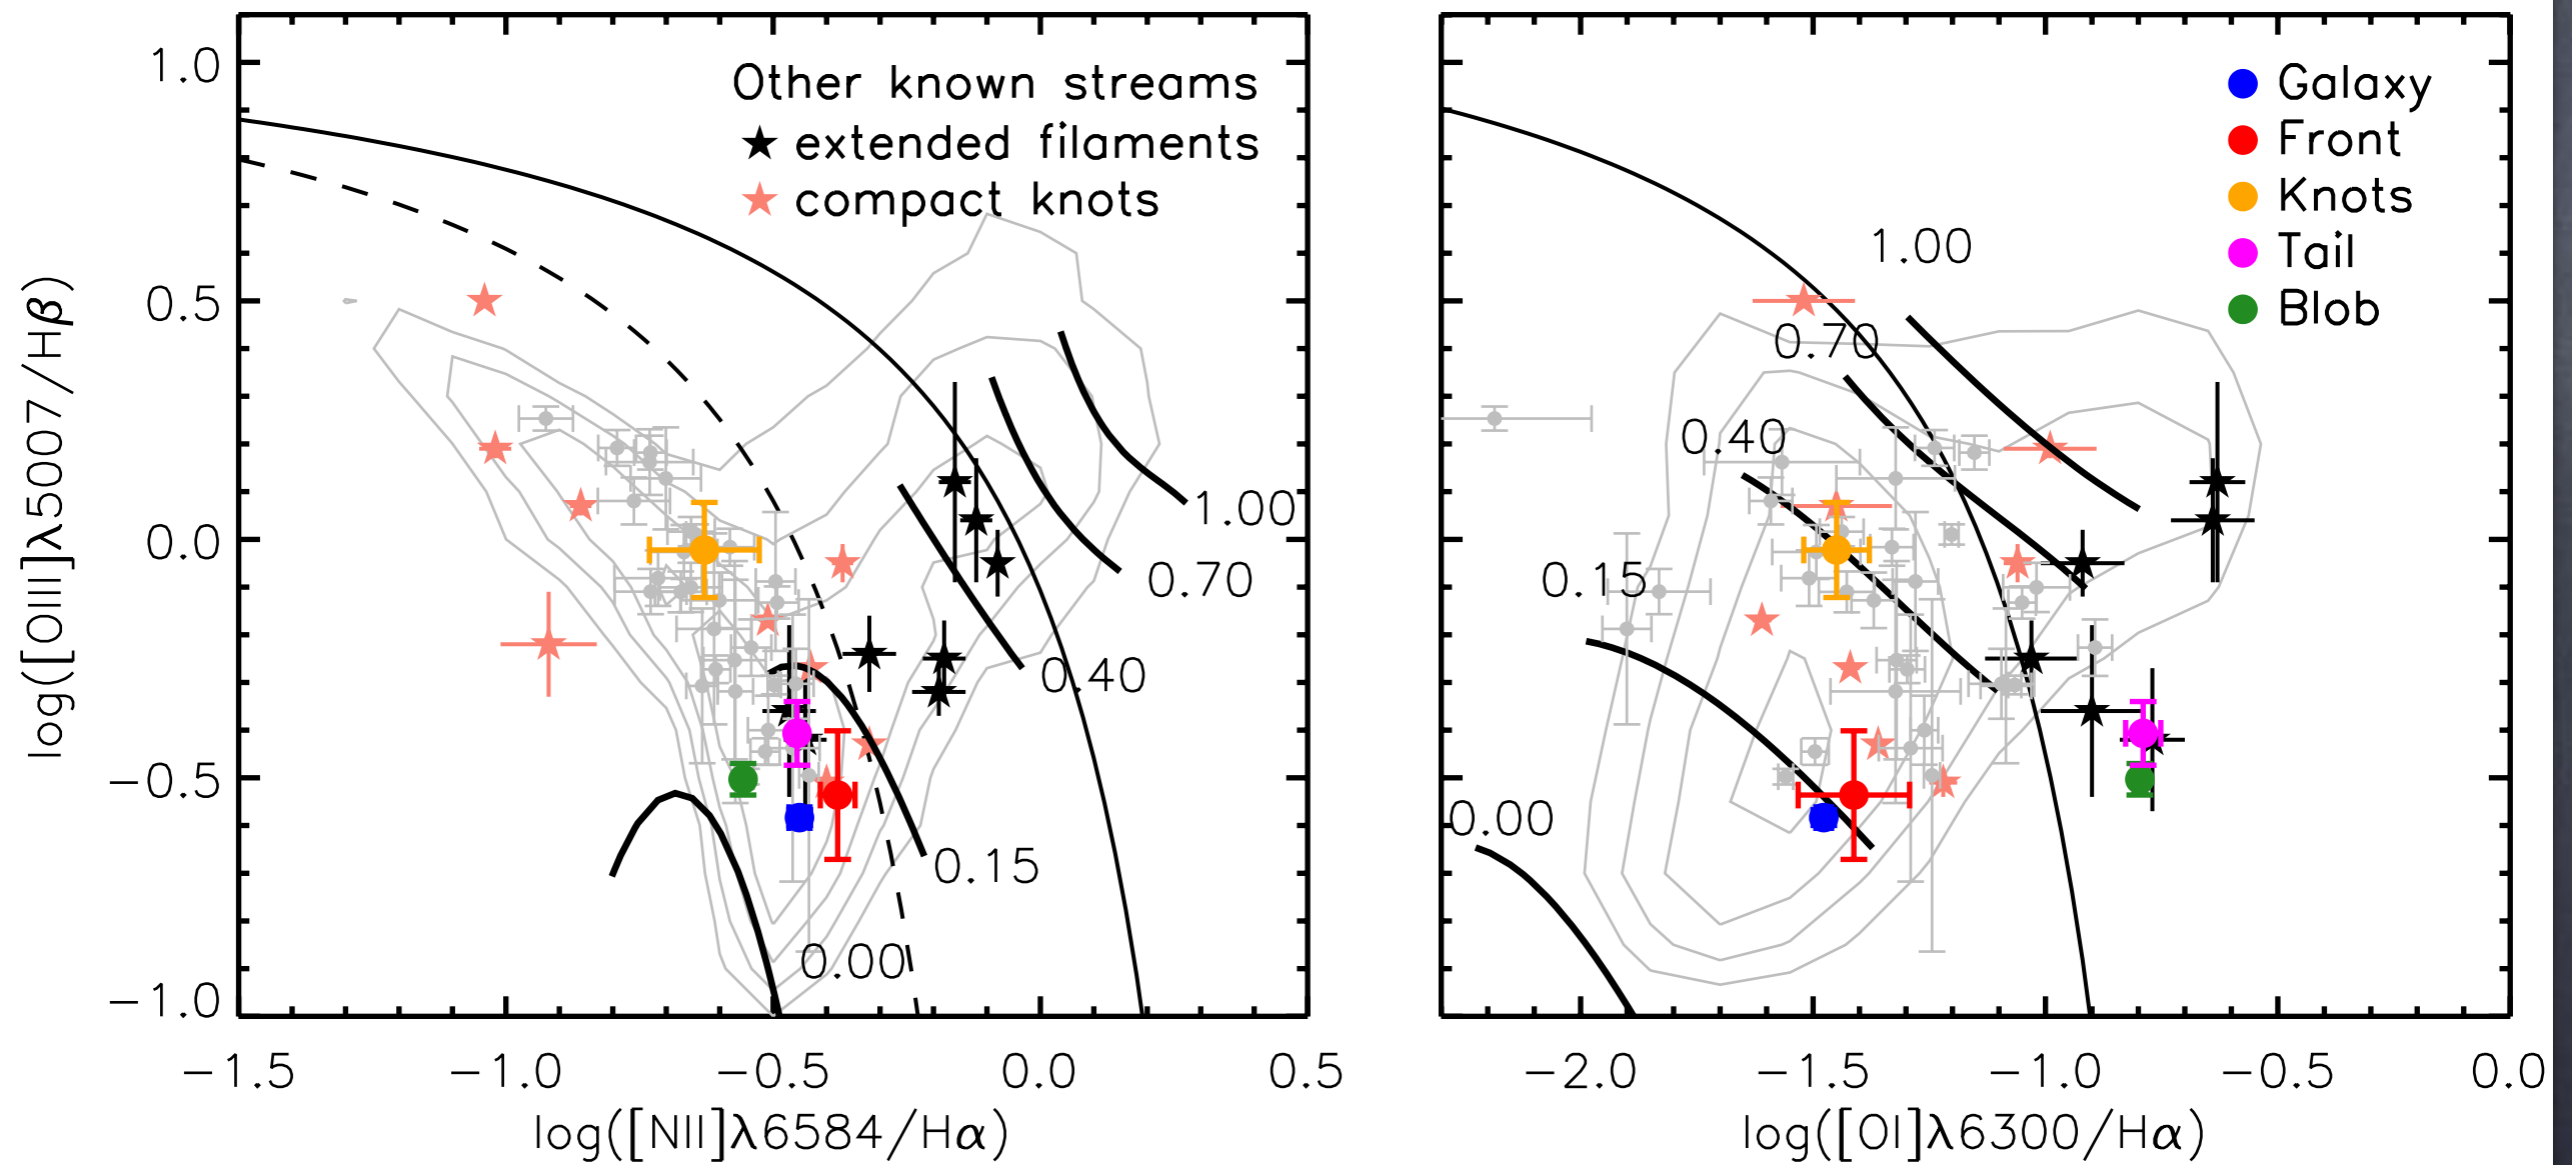 Other known streams
extended filaments
compact knots
1.0
0.5
0.0
−0.5
−1.0
log([OIII]λ5007/Hβ)
1.00
0.70
0.40
0.15
0.00
−1.5 −1.0 −0.5 0.0 0.5
log([NII]λ6584/Hα)
Galaxy
Front
Knots
Tail
Blob
1.00
0.70
0.40
0.15
0.00
−2.0 −1.5 −1.0 −0.5 0.0
log([OI]λ6300/Hα)